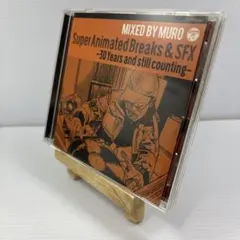 MIXED BY MURO
Super Animated Breaks & SFX
-30 Years and still counting-